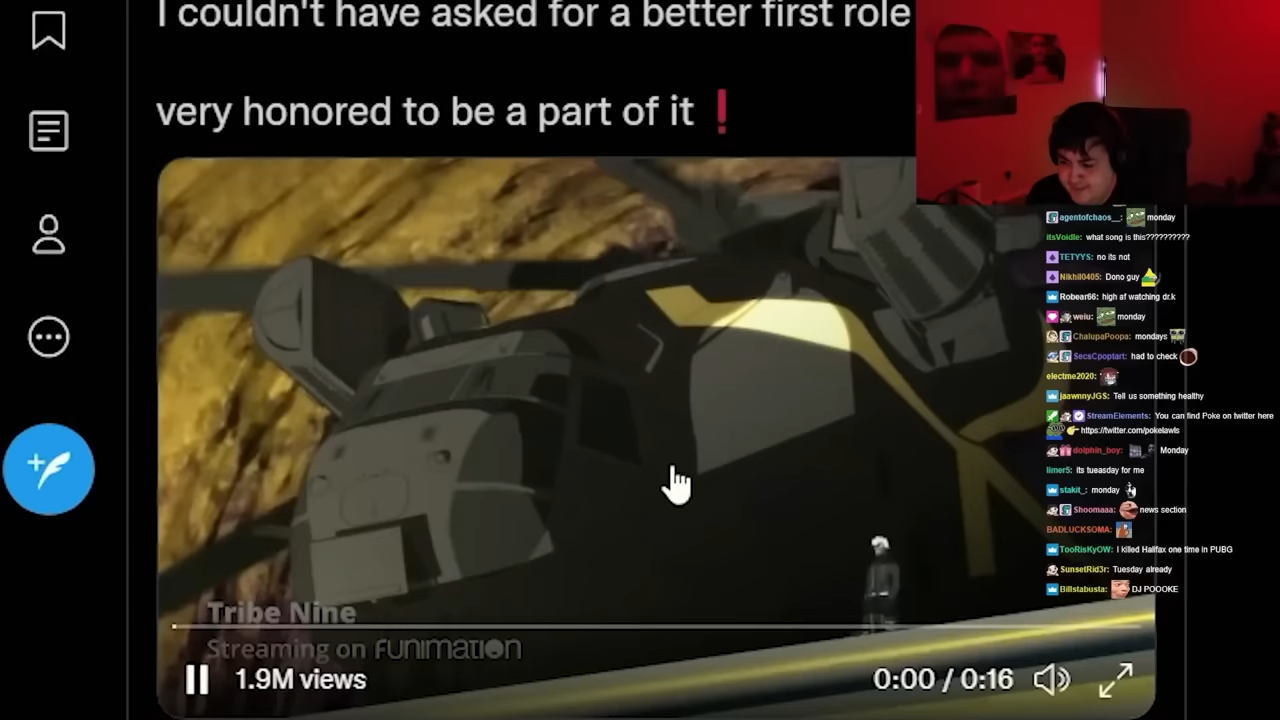 I couldn't have asked for a better first role
very honored to be a part of it❗
Tribe Nine
Streaming on FUNIMATION
1.9M views
0:00 / 0:16
agentofchaos__: monday
itsVoidle: what song is this??????????
TETYYS: no its not
Nikhil0405: Dono guy
Robear66: high af watching dr.k
weiu: monday
ChalupaPoopa: mondays
SecsCpoptart: had to check
electme2020:
jaawnnyJGS: Tell us something healthy
StreamElements: You can find Poke on twitter here
https://twitter.com/pokelawls
dolphin_boy: Monday
limer5: its tueasday for me
stakit_: monday
Shoomaaa: news section
BADLUCKSOMA:
TooRisKyOW: I killed Halifax one time in PUBG
SunsetRid3r: Tuesday already
Billstabusta: DJ POOOKE